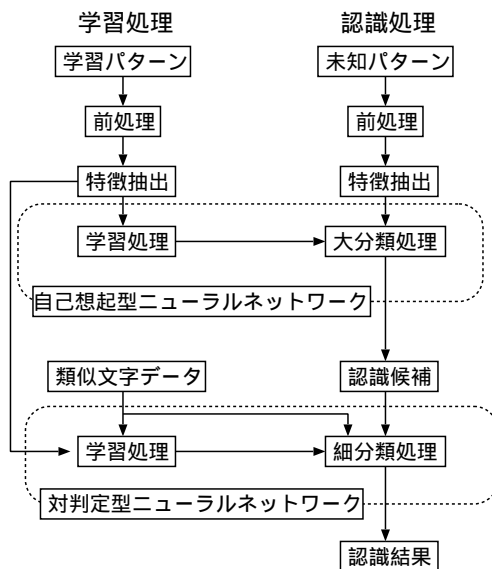 学習処理
認識処理
学習パターン
未知パターン
前処理
前処理
特徴抽出
特徴抽出
学習処理
大分類処理
自己想起型ニューラルネットワーク
類似文字データ
認識候補
学習処理
細分類処理
対判定型ニューラルネットワーク
認識結果